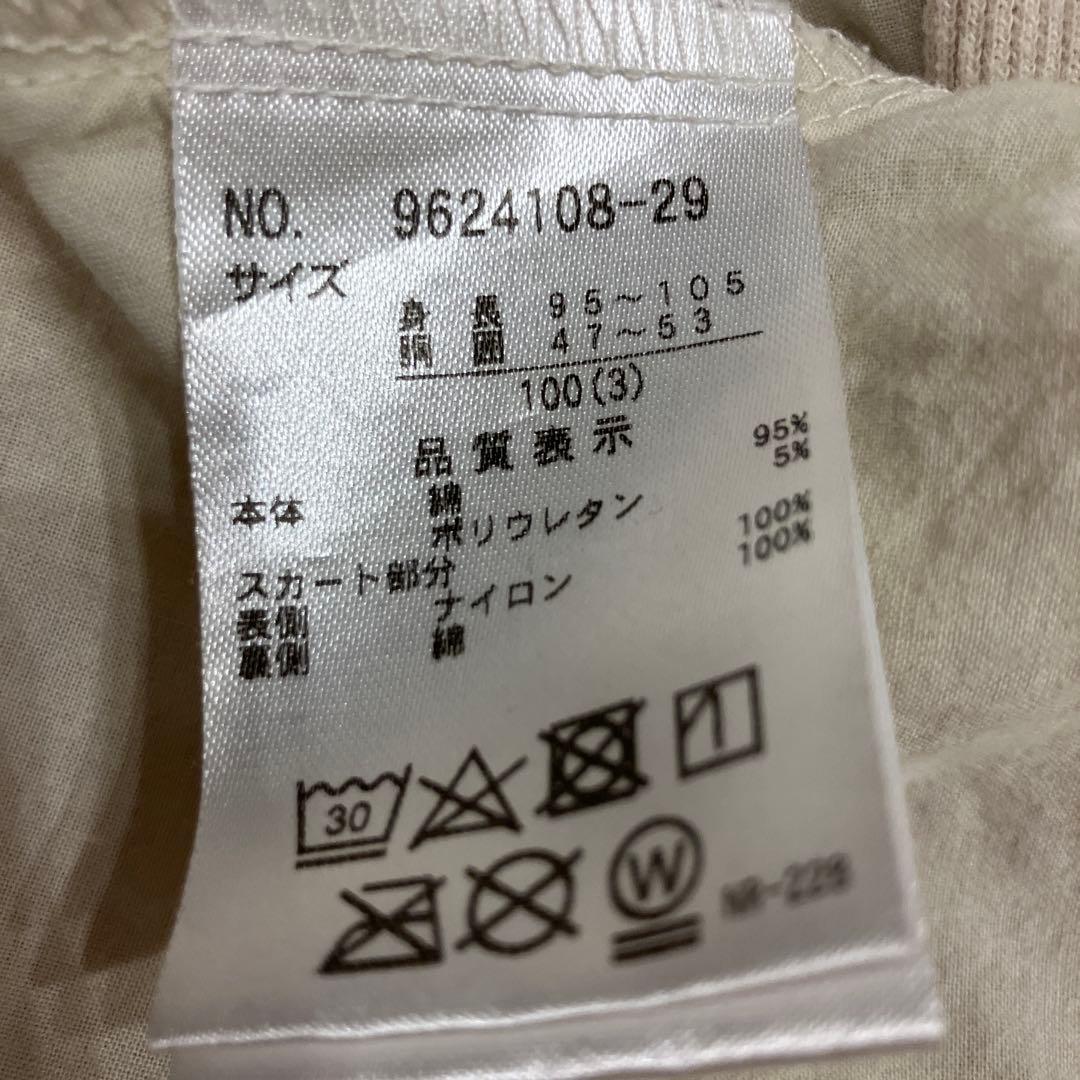 NO. 9624108-29
サイズ
身長 95～105
胸囲 47～53
100(3)
品質表示
本体 綿 95%
ポリウレタン 5%
スカート部分
表側 ナイロン 100%
裏側 綿 100%
30
W